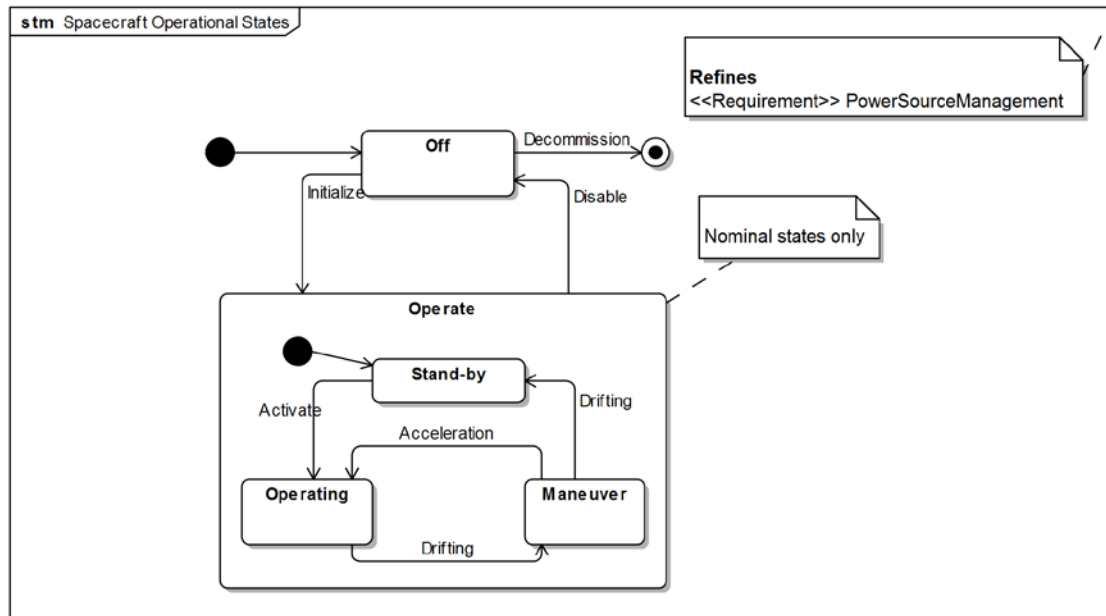 stm Spacecraft Operational States
Refines
<<Requirement>> PowerSourceManagement
Off
Decommission
Initialize
Disable
Nominal states only
Operate
Stand-by
Activate
Drifting
Acceleration
Operating
Maneuver
Drifting